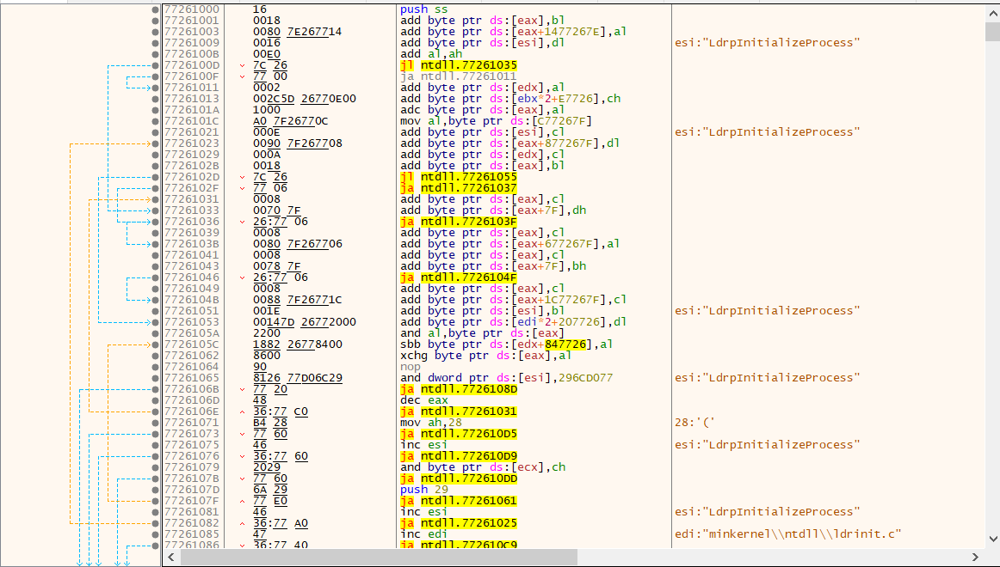 77261000 16 push ss
77261001 0018 add byte ptr ds:[eax],bl
77261003 0080 7E267714 add byte ptr ds:[eax+1477267E],al
77261009 0016 add byte ptr ds:[esi],dl esi:"LdrpInitializeProcess"
7726100B 00E0 add al,ah
7726100D 7C 26 jl ntdll.77261035
7726100F 77 00 ja ntdll.77261011
77261011 0002 add byte ptr ds:[edx],al
77261013 002C5D 26770E00 add byte ptr ds:[ebx*2+E7726],ch
7726101A 1000 adc byte ptr ds:[eax],al
7726101C A0 7F26770C mov al,byte ptr ds:[C77267F]
77261021 000E add byte ptr ds:[esi],cl esi:"LdrpInitializeProcess"
77261023 0090 7F267708 add byte ptr ds:[eax+877267F],dl
77261029 000A add byte ptr ds:[edx],cl
7726102B 0018 add byte ptr ds:[eax],bl
7726102D 7C 26 jl ntdll.77261055
7726102F 77 06 ja ntdll.77261037
77261031 0008 add byte ptr ds:[eax],cl
77261033 0070 7F add byte ptr ds:[eax+7F],dh
77261036 26:77 06 ja ntdll.7726103F
77261039 0008 add byte ptr ds:[eax],cl
7726103B 0080 7F267706 add byte ptr ds:[eax+677267F],al
77261041 0008 add byte ptr ds:[eax],cl
77261043 0078 7F add byte ptr ds:[eax+7F],bh
77261046 26:77 06 ja ntdll.7726104F
77261049 0008 add byte ptr ds:[eax],cl
7726104B 0088 7F26771C add byte ptr ds:[eax+1C77267F],cl
77261051 001E add byte ptr ds:[esi],bl esi:"LdrpInitializeProcess"
77261053 00147D 26772000 add byte ptr ds:[edi*2+207726],dl
7726105A 2200 and al,byte ptr ds:[eax]
7726105C 1882 26778400 sbb byte ptr ds:[edx+847726],al
77261062 8600 xchg byte ptr ds:[eax],al
77261064 90 nop
77261065 8126 77D06C29 and dword ptr ds:[esi],296CD077 esi:"LdrpInitializeProcess"
7726106B 77 20 ja ntdll.7726108D
7726106D 48 dec eax
7726106E 36:77 C0 ja ntdll.77261031
77261071 B4 28 mov ah,28 28:'('
77261073 77 60 ja ntdll.772610D5
77261075 46 inc esi esi:"LdrpInitializeProcess"
77261076 36:77 60 ja ntdll.772610D9
77261079 2029 and byte ptr ds:[ecx],ch
7726107B 77 60 ja ntdll.772610DD
7726107D 6A 29 push 29
7726107F 77 E0 ja ntdll.77261061
77261081 46 inc esi esi:"LdrpInitializeProcess"
77261082 36:77 A0 ja ntdll.77261025
77261085 47 inc edi edi:"minkernel\\ntdll\\ldrinit.c"
77261086 36:77 40 ja ntdll.772610C9